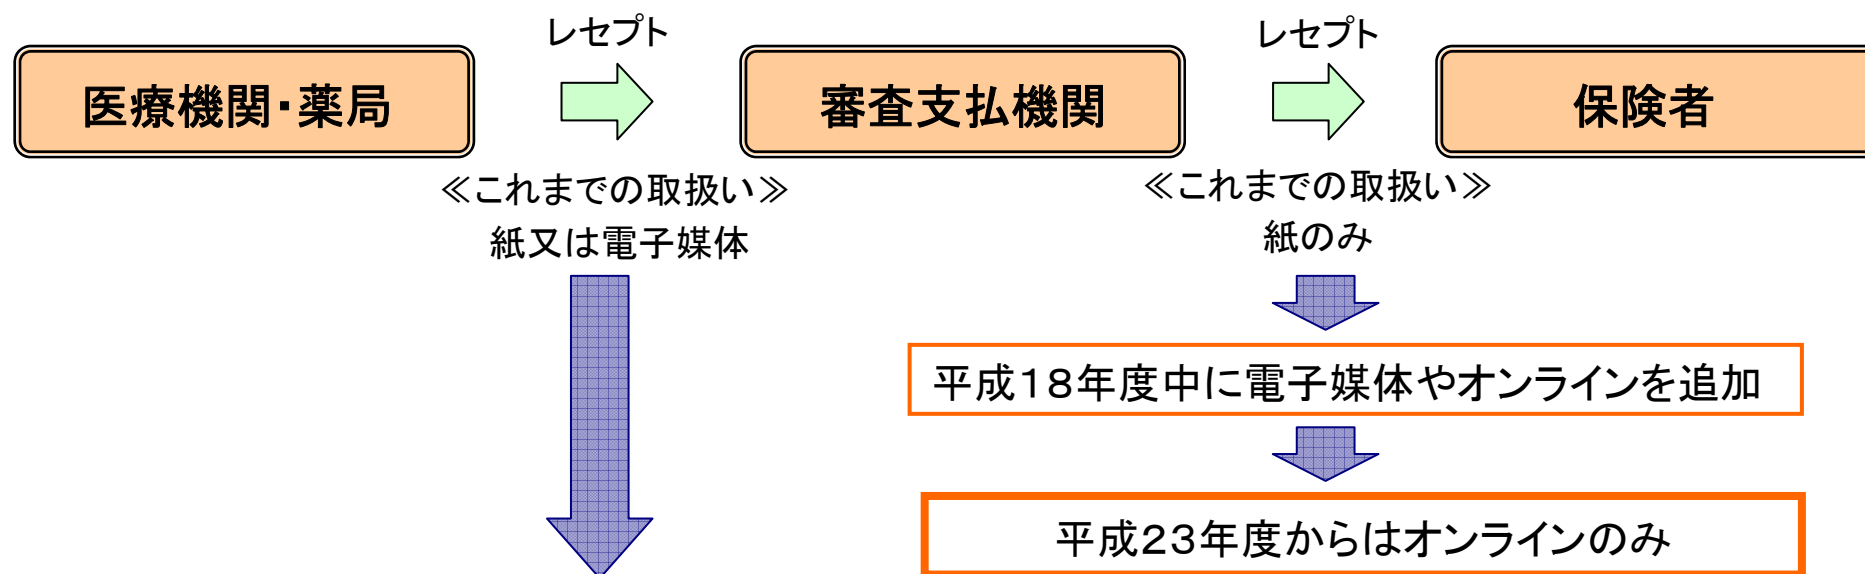 レセプト
レセプト
医療機関・薬局
審査支払機関
保険者
≪これまでの取扱い≫
紙又は電子媒体
≪これまでの取扱い≫
紙のみ
平成18年度中に電子媒体やオンラインを追加
平成23年度からはオンラインのみ